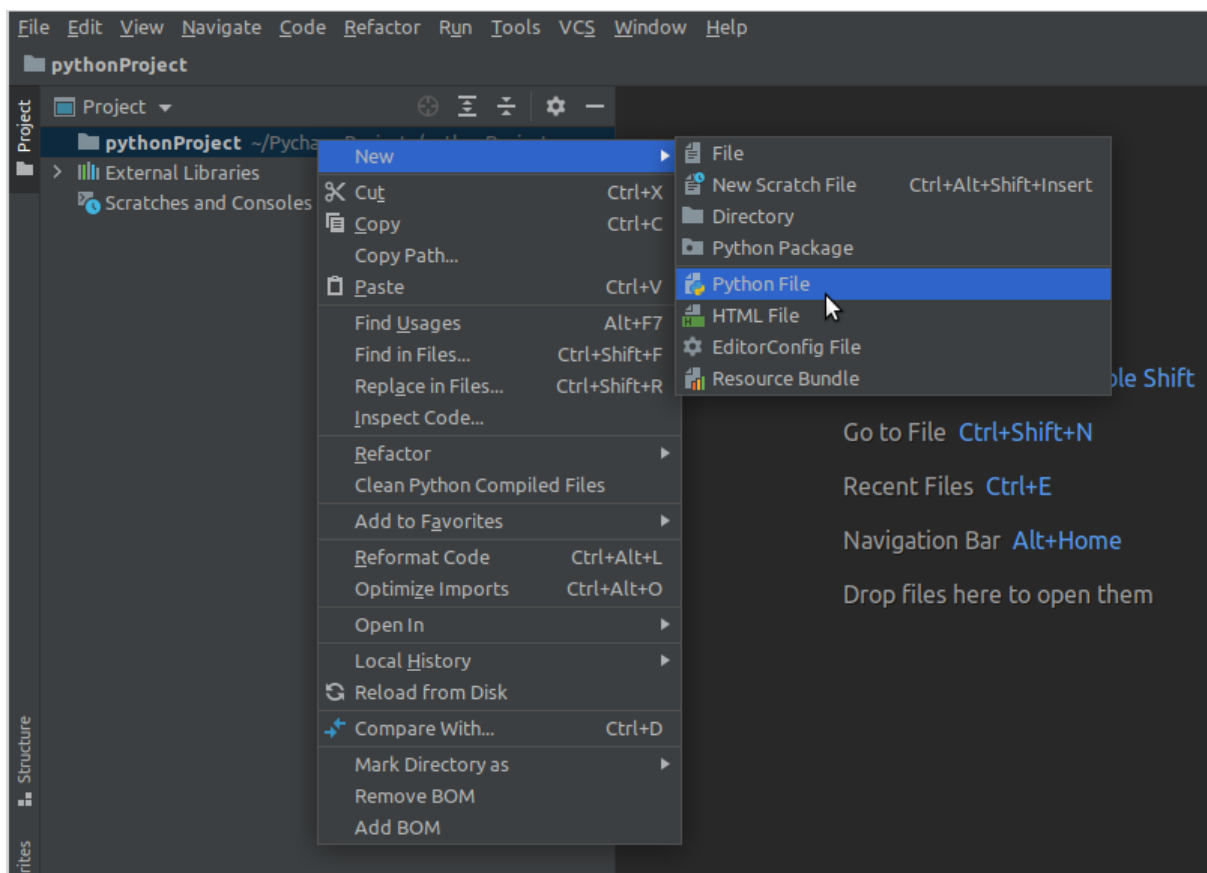 File Edit View Navigate Code Refactor Run Tools VCS Window Help
pythonProject
Project
Project
pythonProject ~/Pycha
External Libraries
Scratches and Consoles
New
Cut Ctrl+X
Copy Ctrl+C
Copy Path...
Paste Ctrl+V
Find Usages Alt+F7
Find in Files... Ctrl+Shift+F
Replace in Files... Ctrl+Shift+R
Inspect Code...
Refactor
Clean Python Compiled Files
Add to Favorites
Reformat Code Ctrl+Alt+L
Optimize Imports Ctrl+Alt+O
Open In
Local History
Reload from Disk
Compare With... Ctrl+D
Mark Directory as
Remove BOM
Add BOM
File
New Scratch File Ctrl+Alt+Shift+Insert
Directory
Python Package
Python File
HTML File
EditorConfig File
Resource Bundle
ble Shift
Go to File Ctrl+Shift+N
Recent Files Ctrl+E
Navigation Bar Alt+Home
Drop files here to open them
Structure
rites